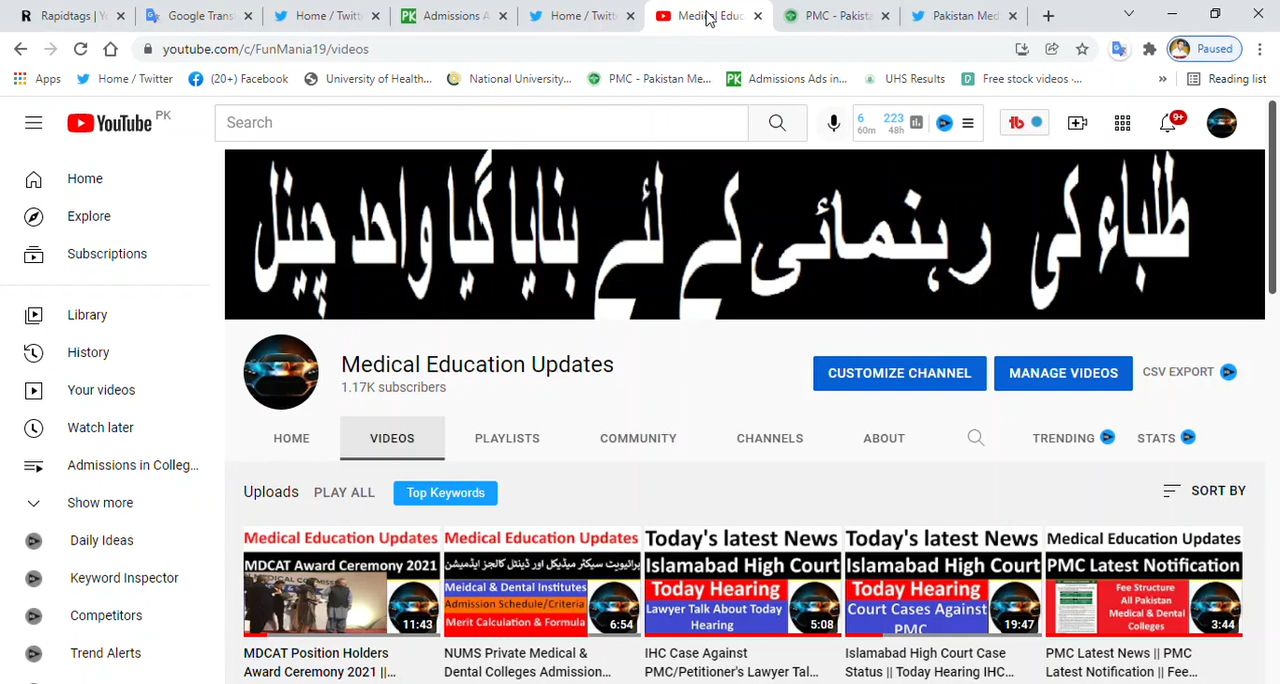 Rapidtags | Y
Google Trans
Home / Twitt
Admissions A
Home / Twitt
Medical Educ
PMC - Pakista
Pakistan Med
youtube.com/c/FunMania19/videos
Paused
Apps
Home / Twitter
(20+) Facebook
University of Health...
National University...
PMC - Pakistan Me...
Admissions Ads in...
UHS Results
Free stock videos -...
»
Reading list
YouTube PK
Search
6 223
60m 48h
9+
طلباء کی رہنمائی کے لئے بنایا گیا واحد چینل
Home
Explore
Subscriptions
Library
History
Your videos
Watch later
Admissions in Colleg...
Show more
Daily Ideas
Keyword Inspector
Competitors
Trend Alerts
Medical Education Updates
1.17K subscribers
CUSTOMIZE CHANNEL
MANAGE VIDEOS
CSV EXPORT
HOME
VIDEOS
PLAYLISTS
COMMUNITY
CHANNELS
ABOUT
TRENDING
STATS
Uploads
PLAY ALL
Top Keywords
SORT BY
Medical Education Updates
MDCAT Award Ceremony 2021
11:43
MDCAT Position Holders
Award Ceremony 2021 ||...
Medical Education Updates
پرائیویٹ سیکٹر میڈیکل اور ڈینٹل کالجز ایڈمیشن
Meidcal & Dental Institutes
Admission Schedule/Criteria
Merit Calculation & Formula
6:54
NUMS Private Medical &
Dental Colleges Admission...
Today's latest News
Islamabad High Court
Today Hearing
Lawyer Talk About Today
Hearing
5:08
IHC Case Against
PMC/Petitioner's Lawyer Tal...
Today's latest News
Islamabad High Court
Today Hearing
Court Cases Against
PMC
19:47
Islamabad High Court Case
Status || Today Hearing IHC...
Medical Education Updates
PMC Latest Notification
Fee Structure
All Pakistan
Medical & Dental
Colleges
3:44
PMC Latest News || PMC
Latest Notification || Fee...